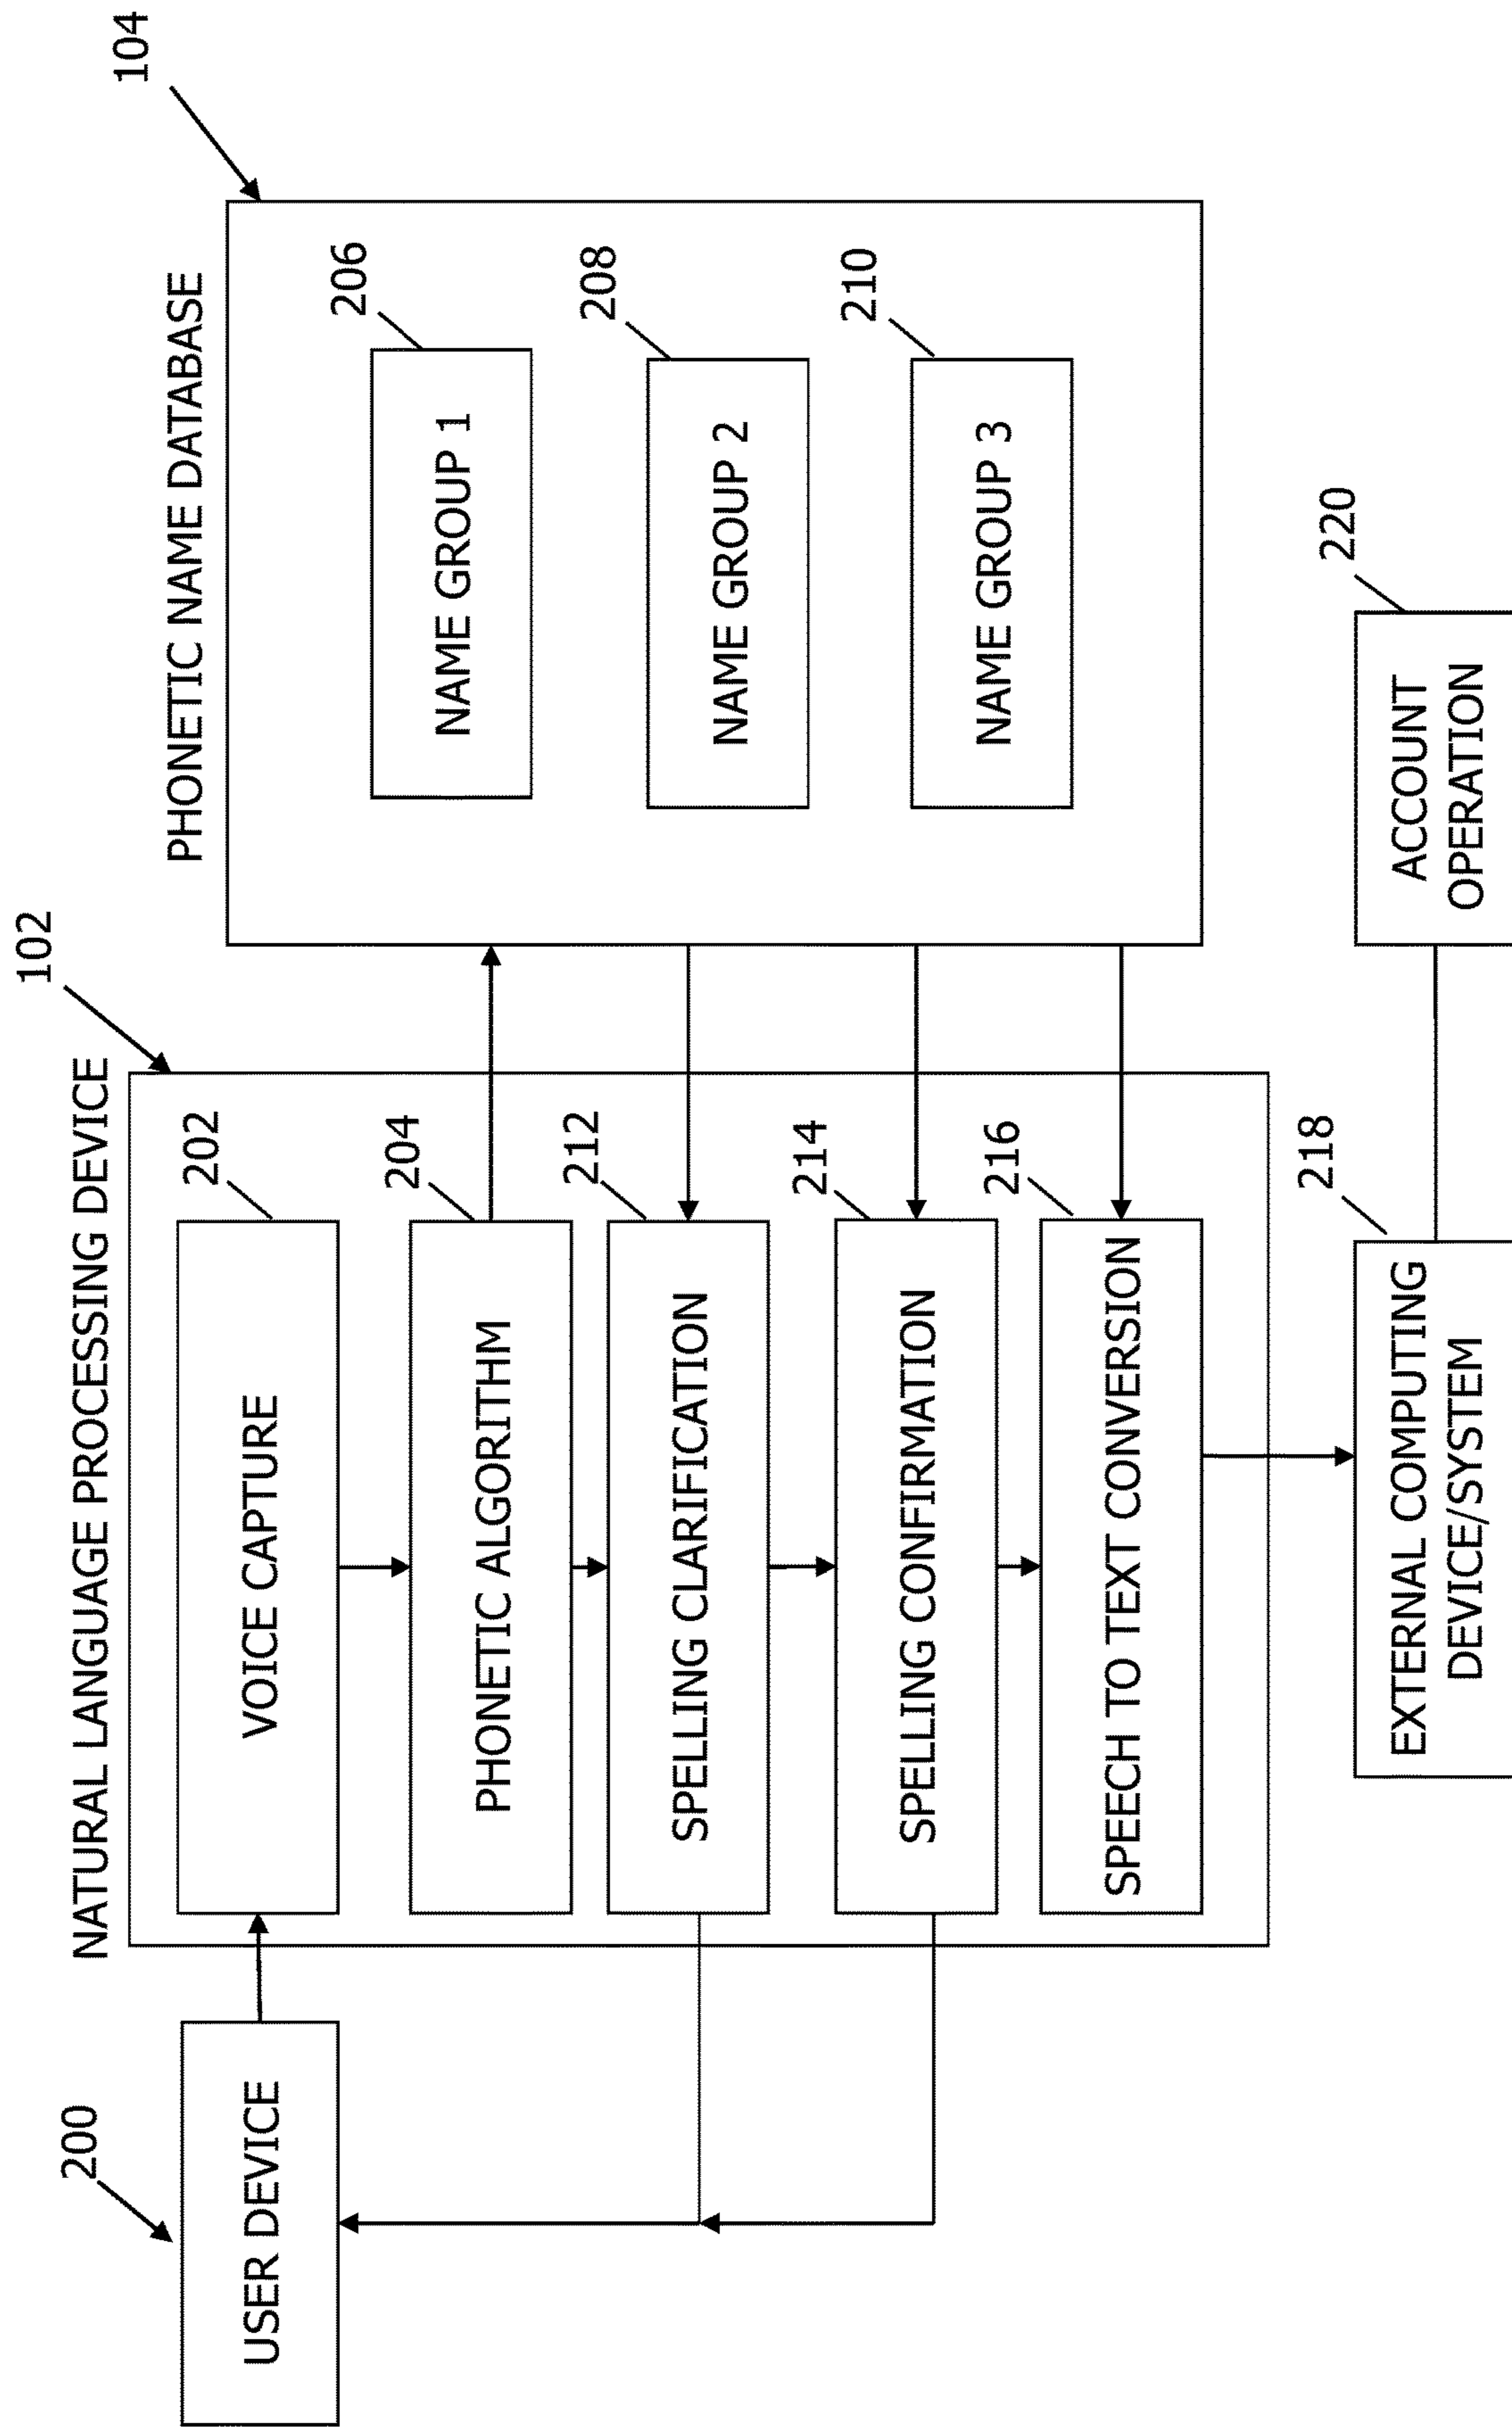 200
USER DEVICE
NATURAL LANGUAGE PROCESSING DEVICE
102
VOICE CAPTURE
202
PHONETIC ALGORITHM
204
SPELLING CLARIFICATION
212
SPELLING CONFIRMATION
214
SPEECH TO TEXT CONVERSION
216
PHONETIC NAME DATABASE
104
NAME GROUP 1
206
NAME GROUP 2
208
NAME GROUP 3
210
EXTERNAL COMPUTING
DEVICE/SYSTEM
218
ACCOUNT
OPERATION
220